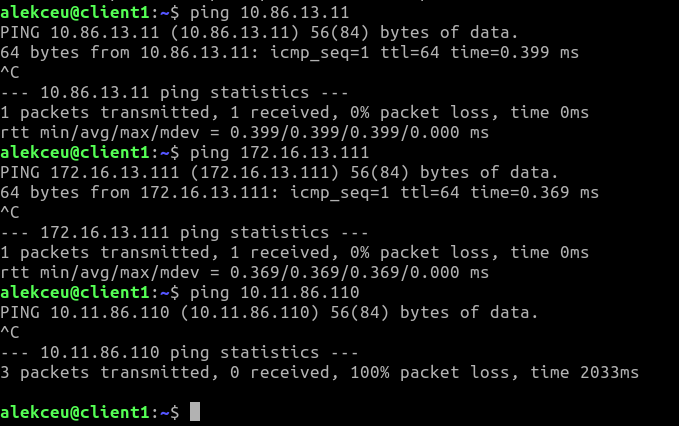 alekceu@client1:~$ ping 10.86.13.11
PING 10.86.13.11 (10.86.13.11) 56(84) bytes of data.
64 bytes from 10.86.13.11: icmp_seq=1 ttl=64 time=0.399 ms
^C
--- 10.86.13.11 ping statistics ---
1 packets transmitted, 1 received, 0% packet loss, time 0ms
rtt min/avg/max/mdev = 0.399/0.399/0.399/0.000 ms
alekceu@client1:~$ ping 172.16.13.111
PING 172.16.13.111 (172.16.13.111) 56(84) bytes of data.
64 bytes from 172.16.13.111: icmp_seq=1 ttl=64 time=0.369 ms
^C
--- 172.16.13.111 ping statistics ---
1 packets transmitted, 1 received, 0% packet loss, time 0ms
rtt min/avg/max/mdev = 0.369/0.369/0.369/0.000 ms
alekceu@client1:~$ ping 10.11.86.110
PING 10.11.86.110 (10.11.86.110) 56(84) bytes of data.
^C
--- 10.11.86.110 ping statistics ---
3 packets transmitted, 0 received, 100% packet loss, time 2033ms

alekceu@client1:~$